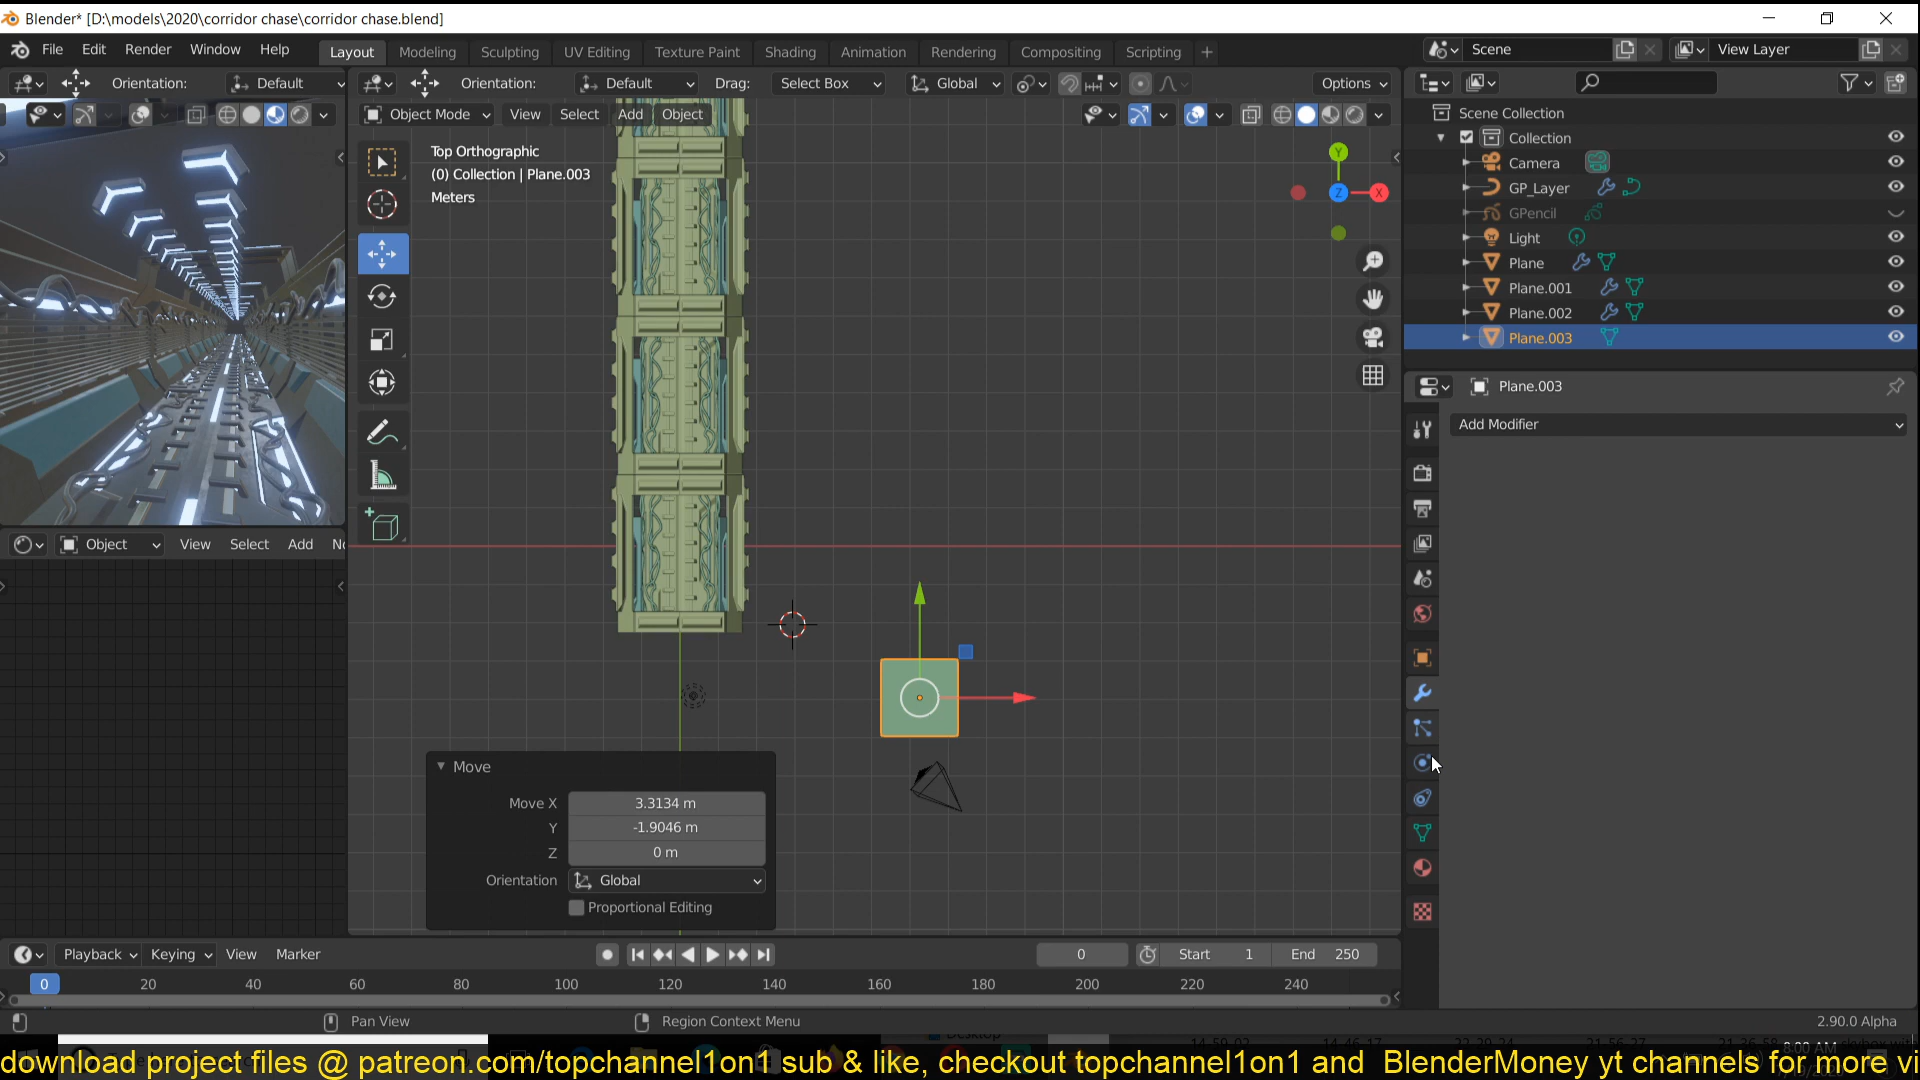 Blender* [D:\models\2020\corridor chase\corridor chase.blend]
File Edit Render Window Help Layout Modeling Sculpting UV Editing Texture Paint Shading Animation Rendering Compositing Scripting + Scene View Layer
Orientation: Default Orientation: Default Drag: Select Box Global Options
Object Mode View Select Add Object
Top Orthographic
(0) Collection | Plane.003
Meters
Y
Z
X
Scene Collection
Collection
Camera
GP_Layer
GPencil
Light
Plane
Plane.001
Plane.002
Plane.003
Plane.003
Add Modifier
Object View Select Add
Move
Move X 3.3134 m
Y -1.9046 m
Z 0 m
Orientation Global
Proportional Editing
Playback Keying View Marker 0 Start 1 End 250
0 20 40 60 80 100 120 140 160 180 200 220 240
Pan View Region Context Menu 2.90.0 Alpha
8:00 AM
download project files @ patreon.com/topchannel1on1 sub & like, checkout topchannel1on1 and BlenderMoney yt channels for more vi